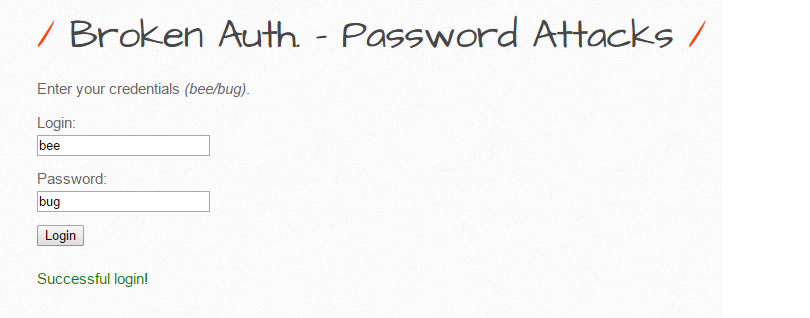 / Broken Auth. - Password Attacks /
Enter your credentials (bee/bug).
Login:
bee
Password:
bug
Login
Successful login!